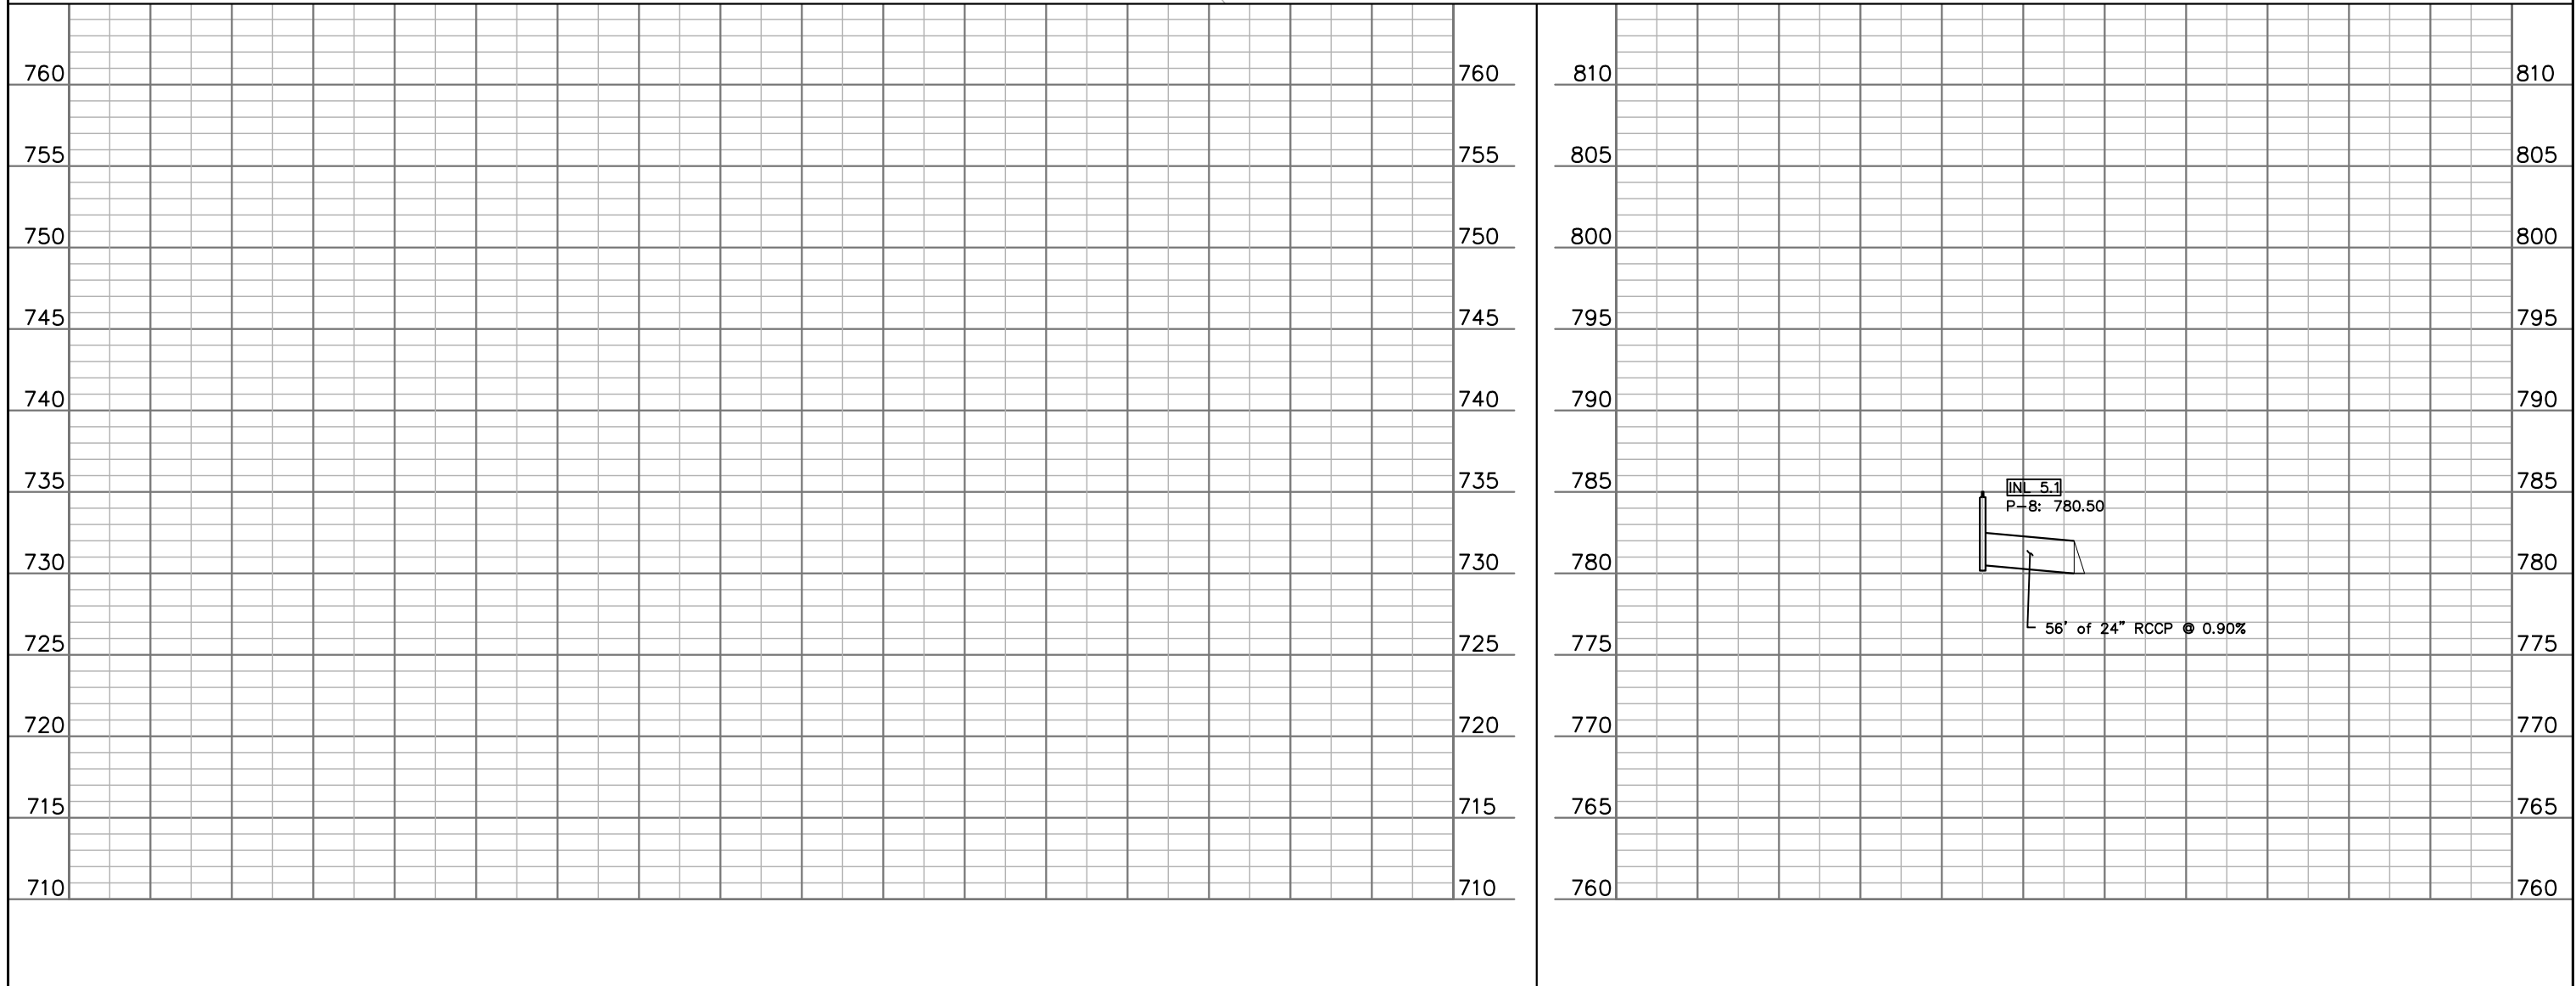 760 760 810 810
755 755 805 805
750 750 800 800
745 745 795 795
740 740 790 790
735 735 785 785
INL 5.1
P-8: 780.50
730 730 780 780
56' of 24" RCCP @ 0.90%
725 725 775 775
720 720 770 770
715 715 765 765
710 710 760 760